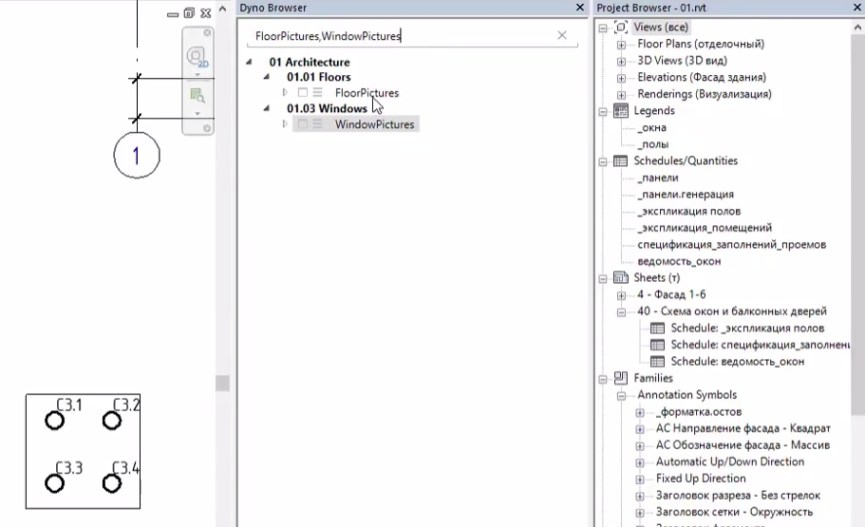 2D
1
C3.1
C3.2
C3.3
C3.4
Dyno Browser
FloorPictures,WindowPictures
01 Architecture
01.01 Floors
FloorPictures
01.03 Windows
WindowPictures
Project Browser - 01.rvt
Views (все)
Floor Plans (отделочный)
3D Views (3D вид)
Elevations (Фасад здания)
Renderings (Визуализация)
Legends
_окна
_полы
Schedules/Quantities
_панели
_панели.генерация
_экспликация полов
_экспликация_помещений
спецификация_заполнений_проемов
ведомость_окон
Sheets (т)
4 - Фасад 1-6
40 - Схема окон и балконных дверей
Schedule: _экспликация полов
Schedule: спецификация_заполнени
Schedule: ведомость_окон
Families
Annotation Symbols
_форматка.остов
АС Направление фасада - Квадрат
АС Обозначение фасада - Массив
Automatic Up/Down Direction
Fixed Up Direction
Заголовок разреза - Без стрелок
Заголовок сетки - Окружность